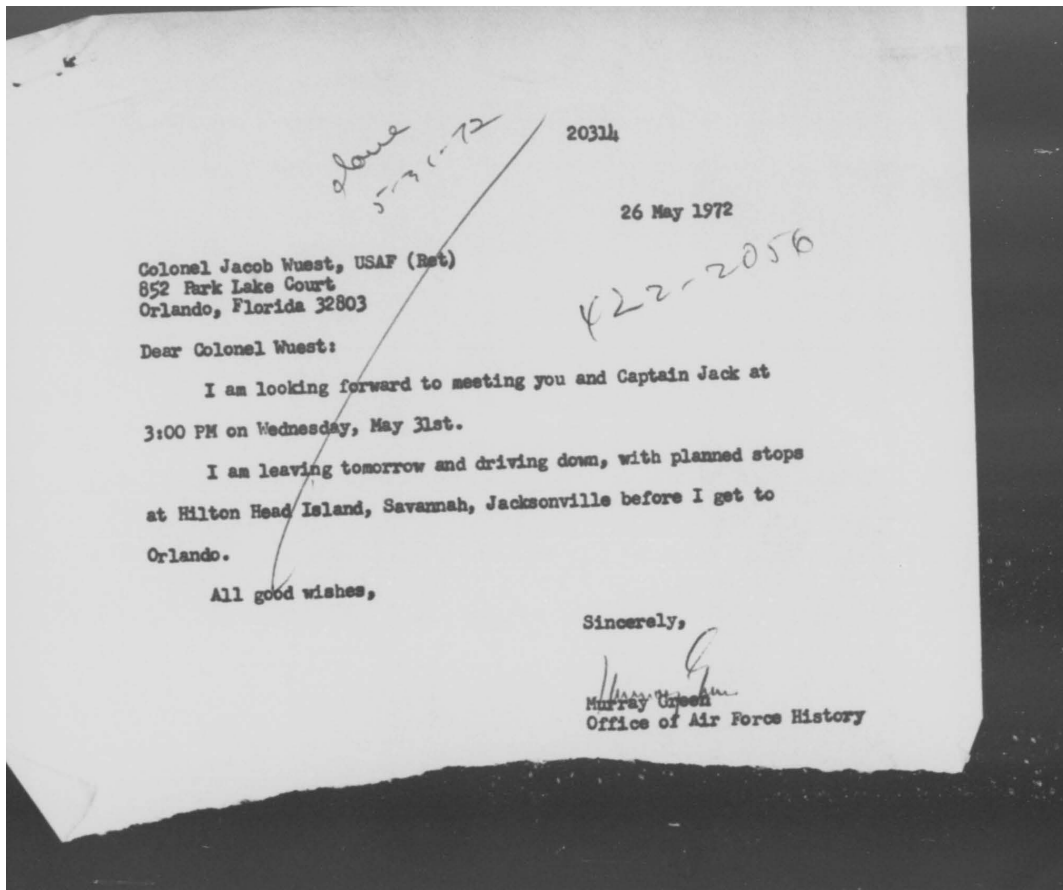 Done
5-31-72
20314
26 May 1972
422-2056
Colonel Jacob Wuest, USAF (Ret)
852 Park Lake Court
Orlando, Florida 32803
Dear Colonel Wuest:
I am looking forward to meeting you and Captain Jack at
3:00 PM on Wednesday, May 31st.
I am leaving tomorrow and driving down, with planned stops
at Hilton Head Island, Savannah, Jacksonville before I get to
Orlando.
All good wishes,
Sincerely,
Murray Green
Murray Green
Office of Air Force History